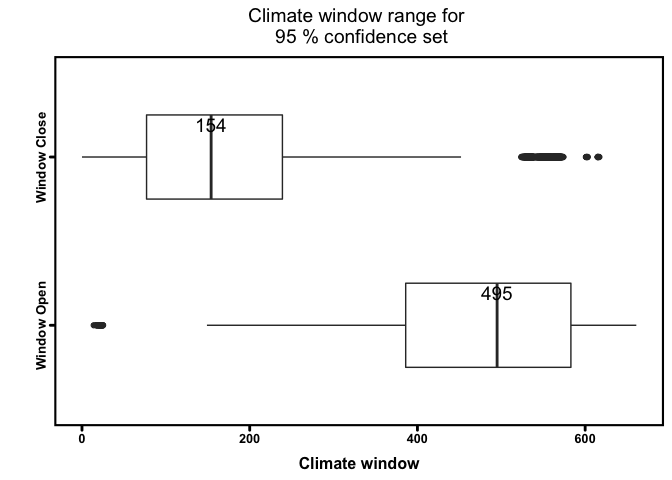 Climate window range for
95 % confidence set
Window Close
154
Window Open
495
0 200 400 600
Climate window